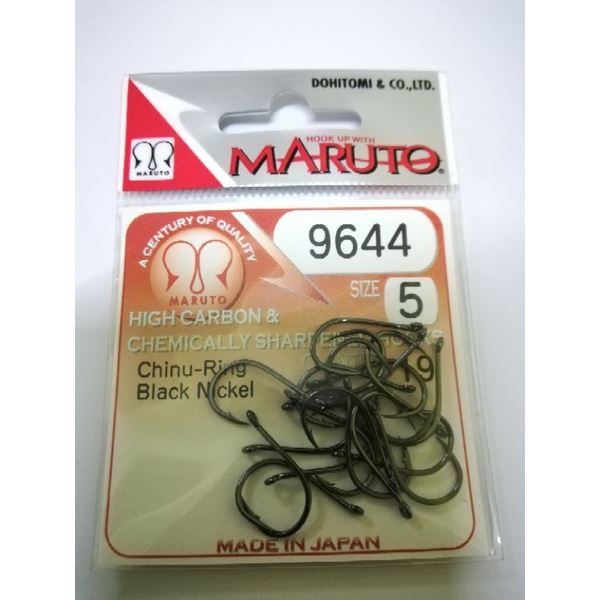 DOHITOMI & CO.,LTD.
HOOK UP WITH
MARUTO®
MARUTO
A CENTURY OF QUALITY
MARUTO
9644
SIZE 5
HIGH CARBON &
CHEMICALLY SHARPENED HOOKS
Chinu-Ring
19
Black Nickel
MADE IN JAPAN